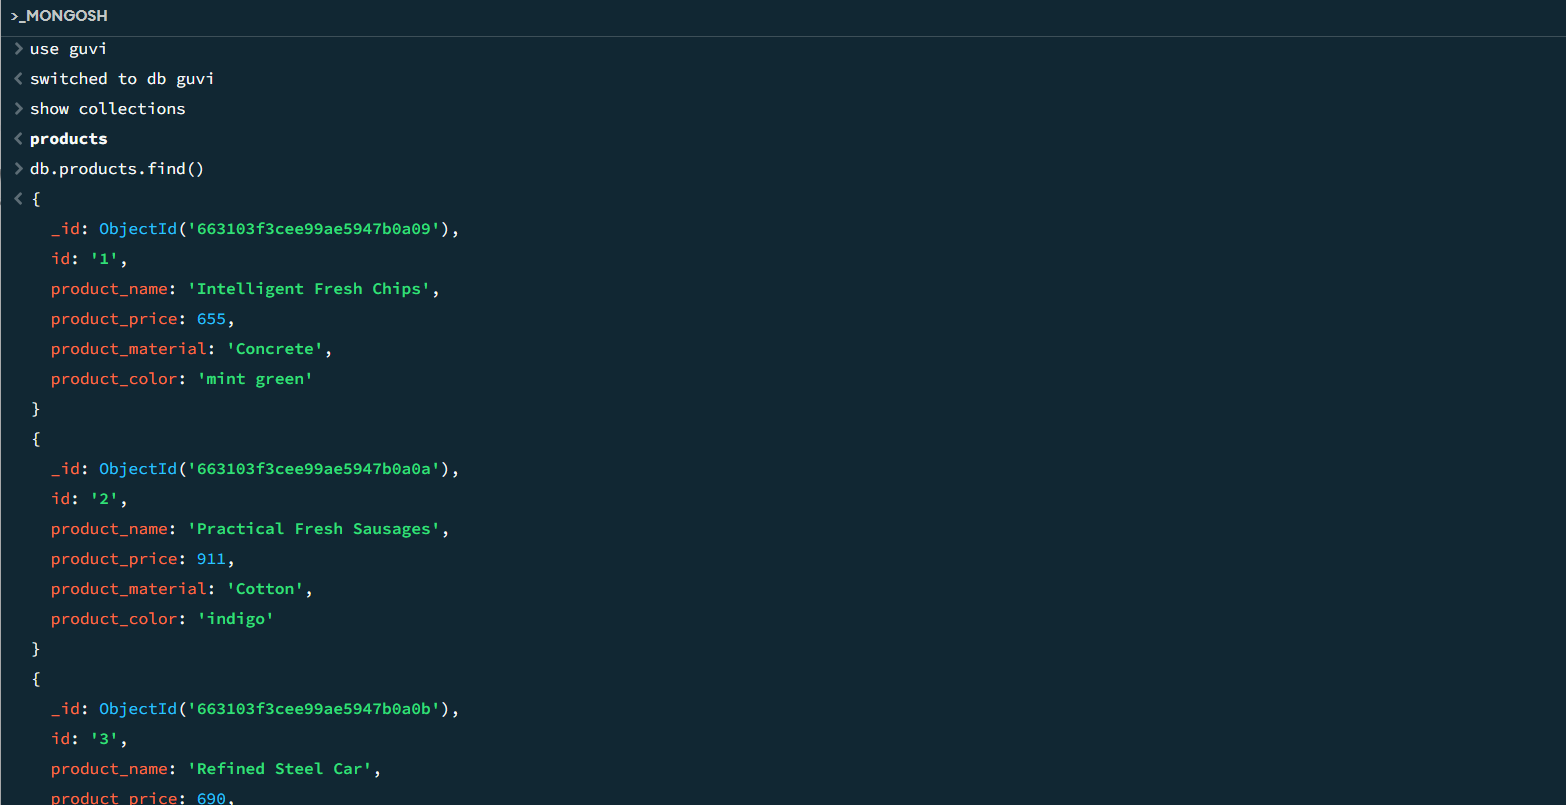 >_MONGOSH
> use guvi
< switched to db guvi
> show collections
< products
> db.products.find()
< {
_id: ObjectId('663103f3cee99ae5947b0a09'),
id: '1',
product_name: 'Intelligent Fresh Chips',
product_price: 655,
product_material: 'Concrete',
product_color: 'mint green'
}
{
_id: ObjectId('663103f3cee99ae5947b0a0a'),
id: '2',
product_name: 'Practical Fresh Sausages',
product_price: 911,
product_material: 'Cotton',
product_color: 'indigo'
}
{
_id: ObjectId('663103f3cee99ae5947b0a0b'),
id: '3',
product_name: 'Refined Steel Car',
product_price: 690,